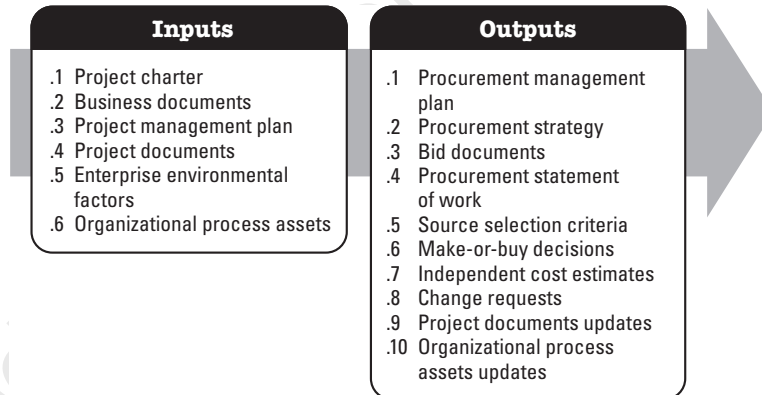 Inputs
.1 Project charter
.2 Business documents
.3 Project management plan
.4 Project documents
.5 Enterprise environmental
factors
.6 Organizational process assets
Outputs
.1 Procurement management
plan
.2 Procurement strategy
.3 Bid documents
.4 Procurement statement
of work
.5 Source selection criteria
.6 Make-or-buy decisions
.7 Independent cost estimates
.8 Change requests
.9 Project documents updates
.10 Organizational process
assets updates